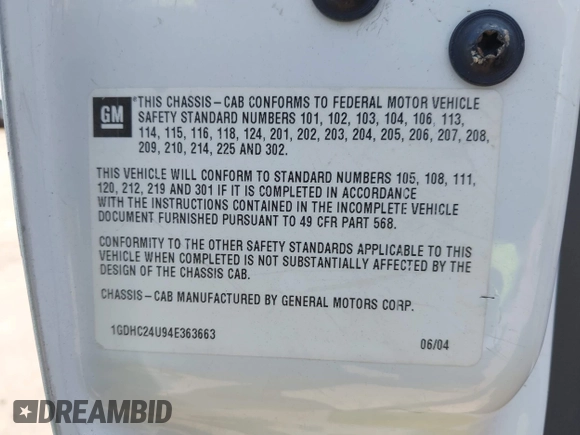 GM
*THIS CHASSIS-CAB CONFORMS TO FEDERAL MOTOR VEHICLE
SAFETY STANDARD NUMBERS 101, 102, 103, 104, 106, 113,
114, 115, 116, 118, 124, 201, 202, 203, 204, 205, 206, 207, 208,
209, 210, 214, 225 AND 302.
THIS VEHICLE WILL CONFORM TO STANDARD NUMBERS 105, 108, 111,
120, 212, 219 AND 301 IF IT IS COMPLETED IN ACCORDANCE
WITH THE INSTRUCTIONS CONTAINED IN THE INCOMPLETE VEHICLE
DOCUMENT FURNISHED PURSUANT TO 49 CFR PART 568.
CONFORMITY TO THE OTHER SAFETY STANDARDS APPLICABLE TO THIS
VEHICLE WHEN COMPLETED IS NOT SUBSTANTIALLY AFFECTED BY THE
DESIGN OF THE CHASSIS CAB.
CHASSIS-CAB MANUFACTURED BY GENERAL MOTORS CORP.
1GDHC24U94E363663 06/04
DREAMBID